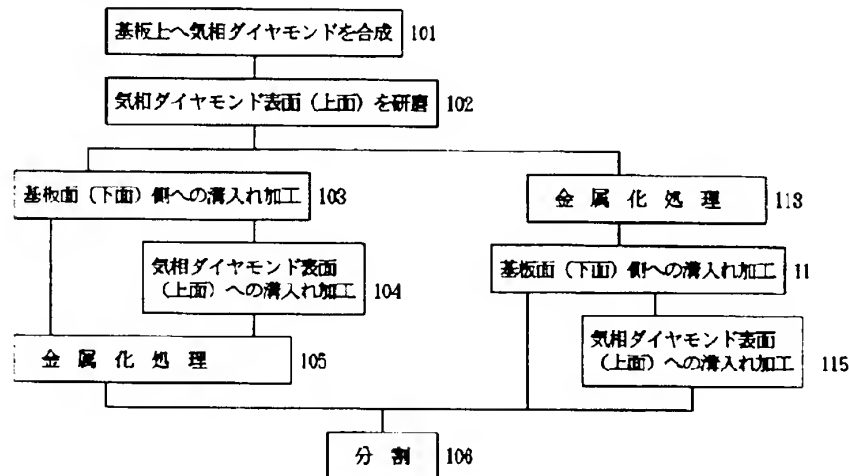 基板上へ気相ダイヤモンドを合成 101
気相ダイヤモンド表面（上面）を研磨 102
基板面（下面）側への溝入れ加工 103
金属化処理 113
気相ダイヤモンド表面
（上面）への溝入れ加工 104
基板面（下面）側への溝入れ加工 11
金属化処理 105
気相ダイヤモンド表面
（上面）への溝入れ加工 115
分割 106